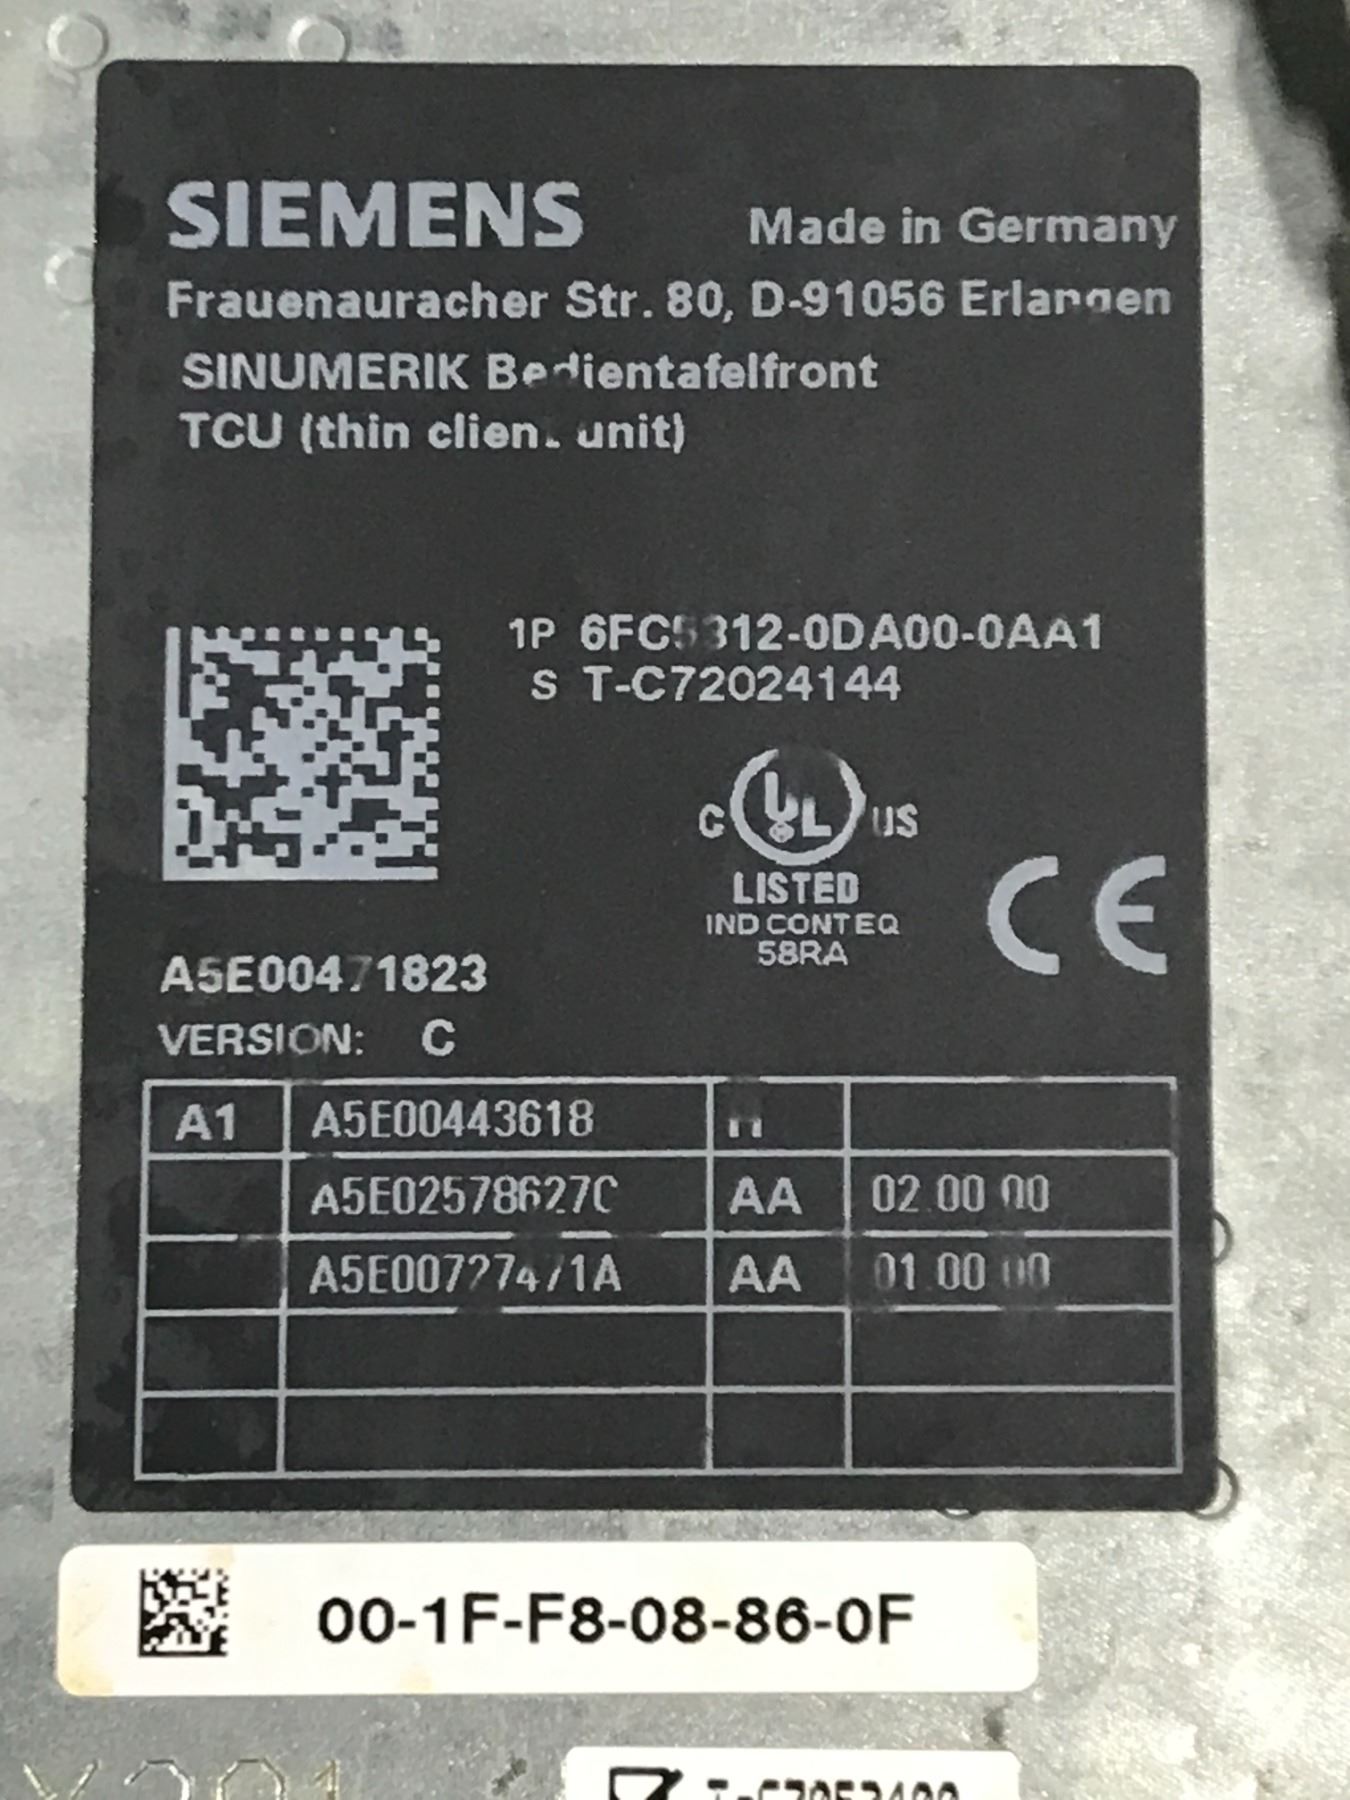 SIEMENS Made in Germany
Frauenauracher Str. 80, D-91056 Erlangen
SINUMERIK Bedientafelfront
TCU (thin client unit)
1P 6FC5312-0DA00-0AA1
S T-C72024144
C UL US
LISTED
IND CONT EQ
58RA
CE
A5E00471823
VERSION: C
A1 A5E00443618
A5E02578627C AA 02.00.00
A5E00727471A AA 01.00.00
00-1F-F8-08-86-0F
X201